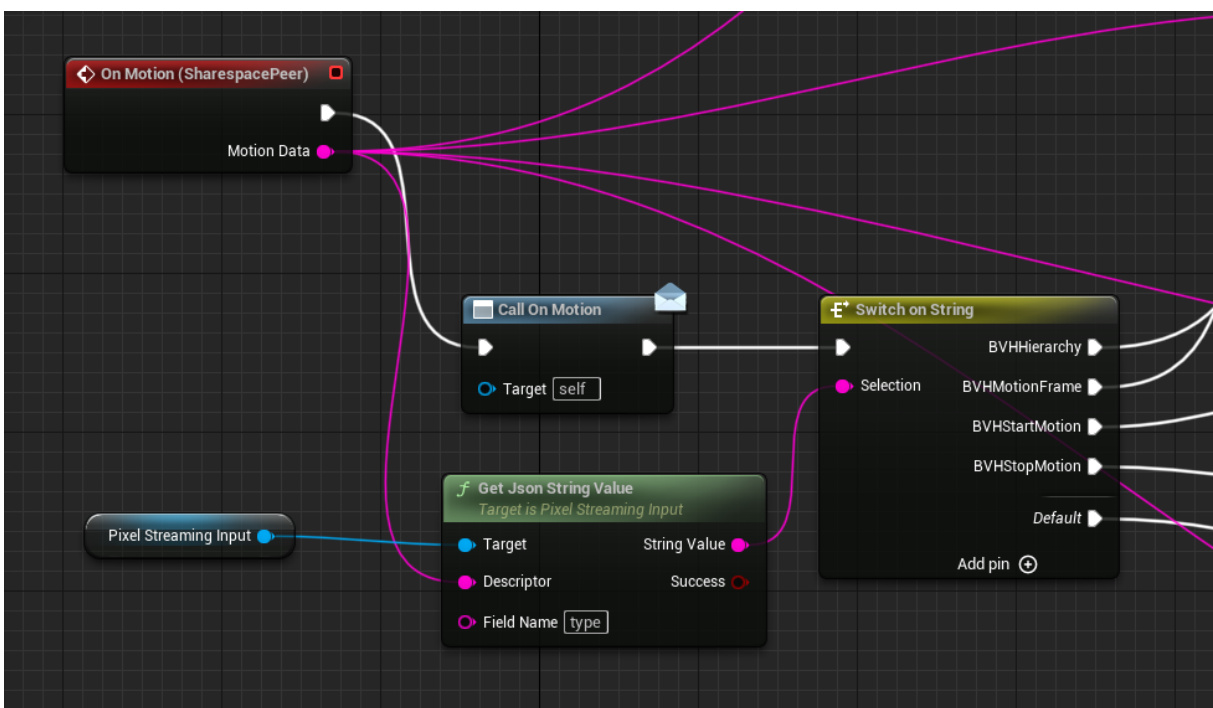 On Motion (SharespacePeer)
Motion Data
Call On Motion
Target self
Switch on String
BVHHierarchy
Selection BVHMotionFrame
BVHStartMotion
BVHStopMotion
Default
Add pin
f Get Json String Value
Target is Pixel Streaming Input
Pixel Streaming Input
Target String Value
Descriptor Success
Field Name type